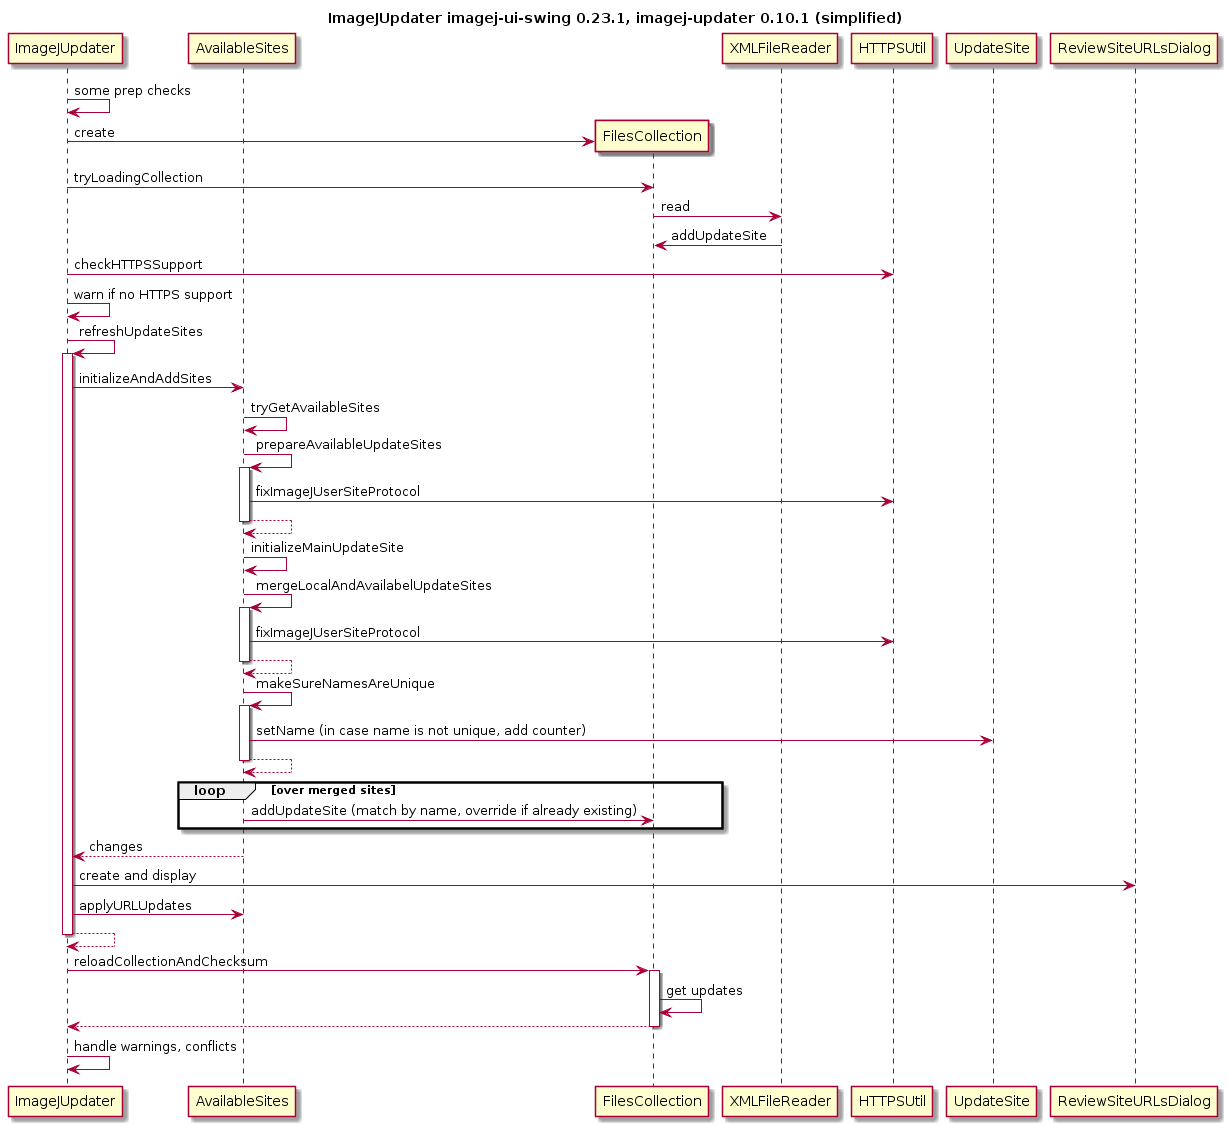 ImageJUpdater imagej-ui-swing 0.23.1, imagej-updater 0.10.1 (simplified)
ImageJUpdater
AvailableSites
XMLFileReader
HTTPSUtil
UpdateSite
ReviewSiteURLsDialog
some prep checks
create
FilesCollection
tryLoadingCollection
read
addUpdateSite
checkHTTPSSupport
warn if no HTTPS support
refreshUpdateSites
initializeAndAddSites
tryGetAvailableSites
prepareAvailableUpdateSites
fixImageJUserSiteProtocol
initializeMainUpdateSite
mergeLocalAndAvailabelUpdateSites
fixImageJUserSiteProtocol
makeSureNamesAreUnique
setName (in case name is not unique, add counter)
loop [over merged sites]
addUpdateSite (match by name, override if already existing)
changes
create and display
applyURLUpdates
reloadCollectionAndChecksum
get updates
handle warnings, conflicts
ImageJUpdater
AvailableSites
FilesCollection
XMLFileReader
HTTPSUtil
UpdateSite
ReviewSiteURLsDialog